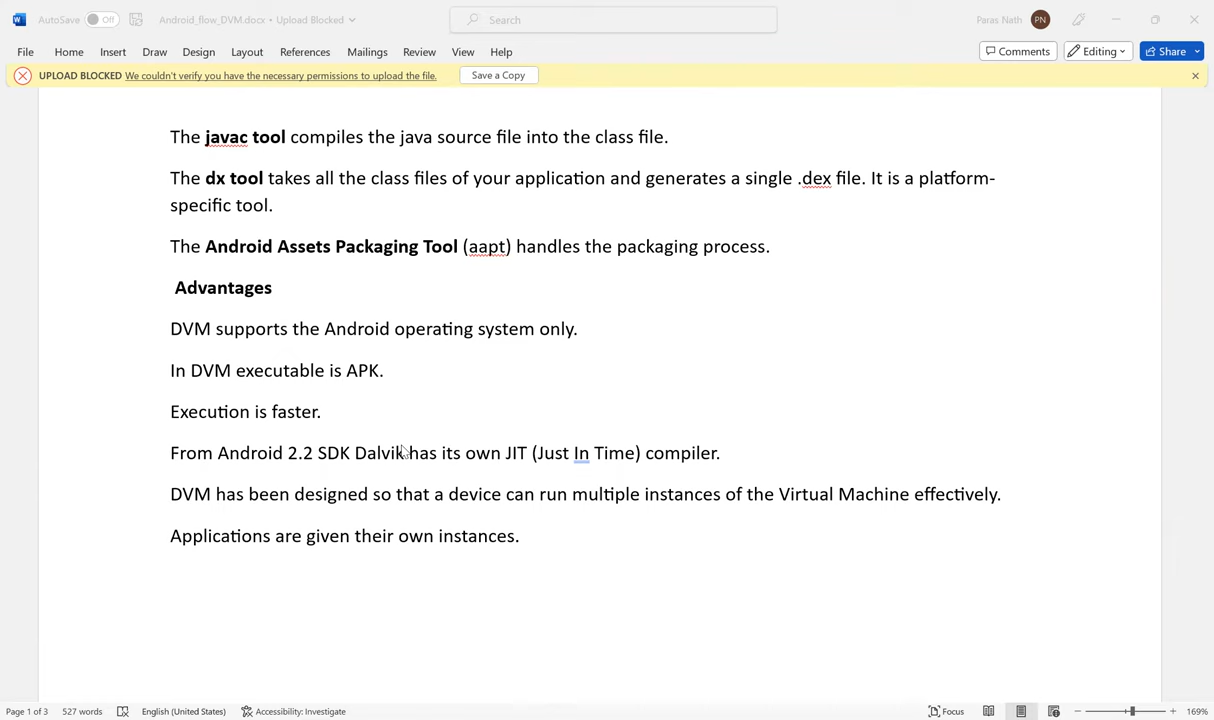 AutoSave Off Android_flow_DVM.docx • Upload Blocked Search Paras Nath PN
File Home Insert Draw Design Layout References Mailings Review View Help Comments Editing Share
UPLOAD BLOCKED We couldn't verify you have the necessary permissions to upload the file. Save a Copy
The javac tool compiles the java source file into the class file.
The dx tool takes all the class files of your application and generates a single .dex file. It is a platform-
specific tool.
The Android Assets Packaging Tool (aapt) handles the packaging process.
Advantages
DVM supports the Android operating system only.
In DVM executable is APK.
Execution is faster.
From Android 2.2 SDK Dalvik has its own JIT (Just In Time) compiler.
DVM has been designed so that a device can run multiple instances of the Virtual Machine effectively.
Applications are given their own instances.
Page 1 of 3 527 words English (United States) Accessibility: Investigate Focus 169%